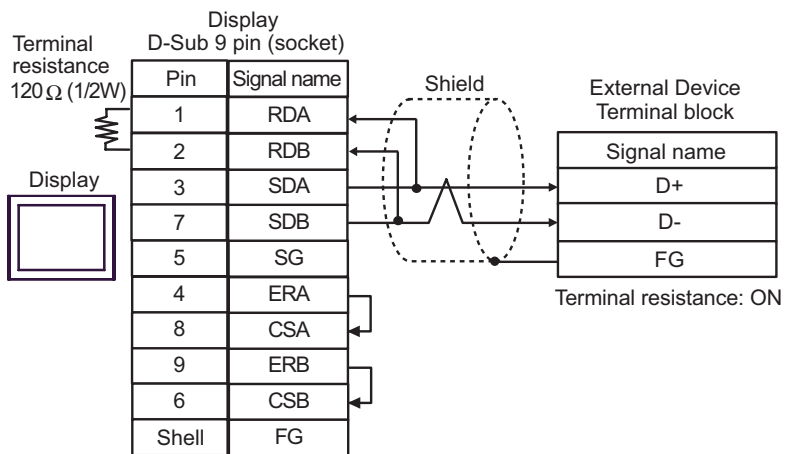 Display
D-Sub 9 pin (socket)
Terminal
resistance
120Ω (1/2W)
Display
Pin Signal name
1 RDA
2 RDB
3 SDA
7 SDB
5 SG
4 ERA
8 CSA
9 ERB
6 CSB
Shell FG
Shield
External Device
Terminal block
Signal name
D+
D-
FG
Terminal resistance: ON